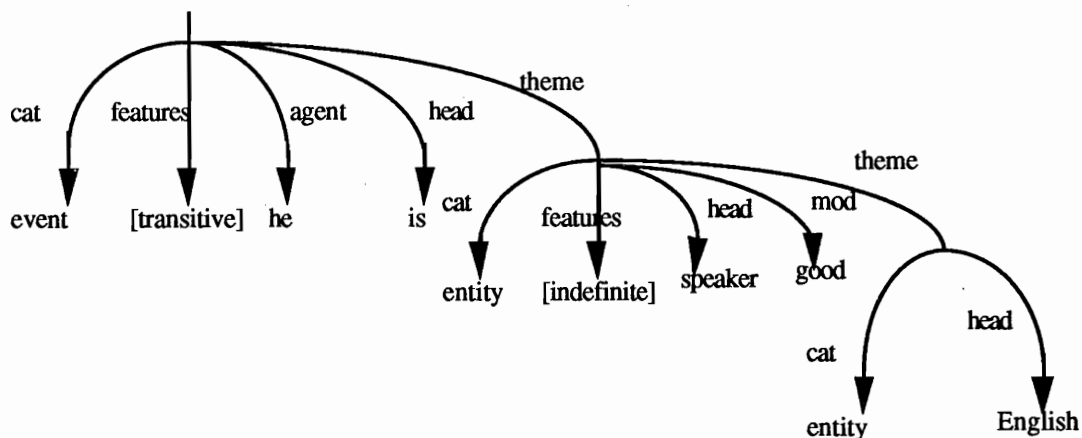 theme
cat features agent head
theme
cat features head mod
event [transitive] he is
entity [indefinite] speaker good
head
cat
entity English